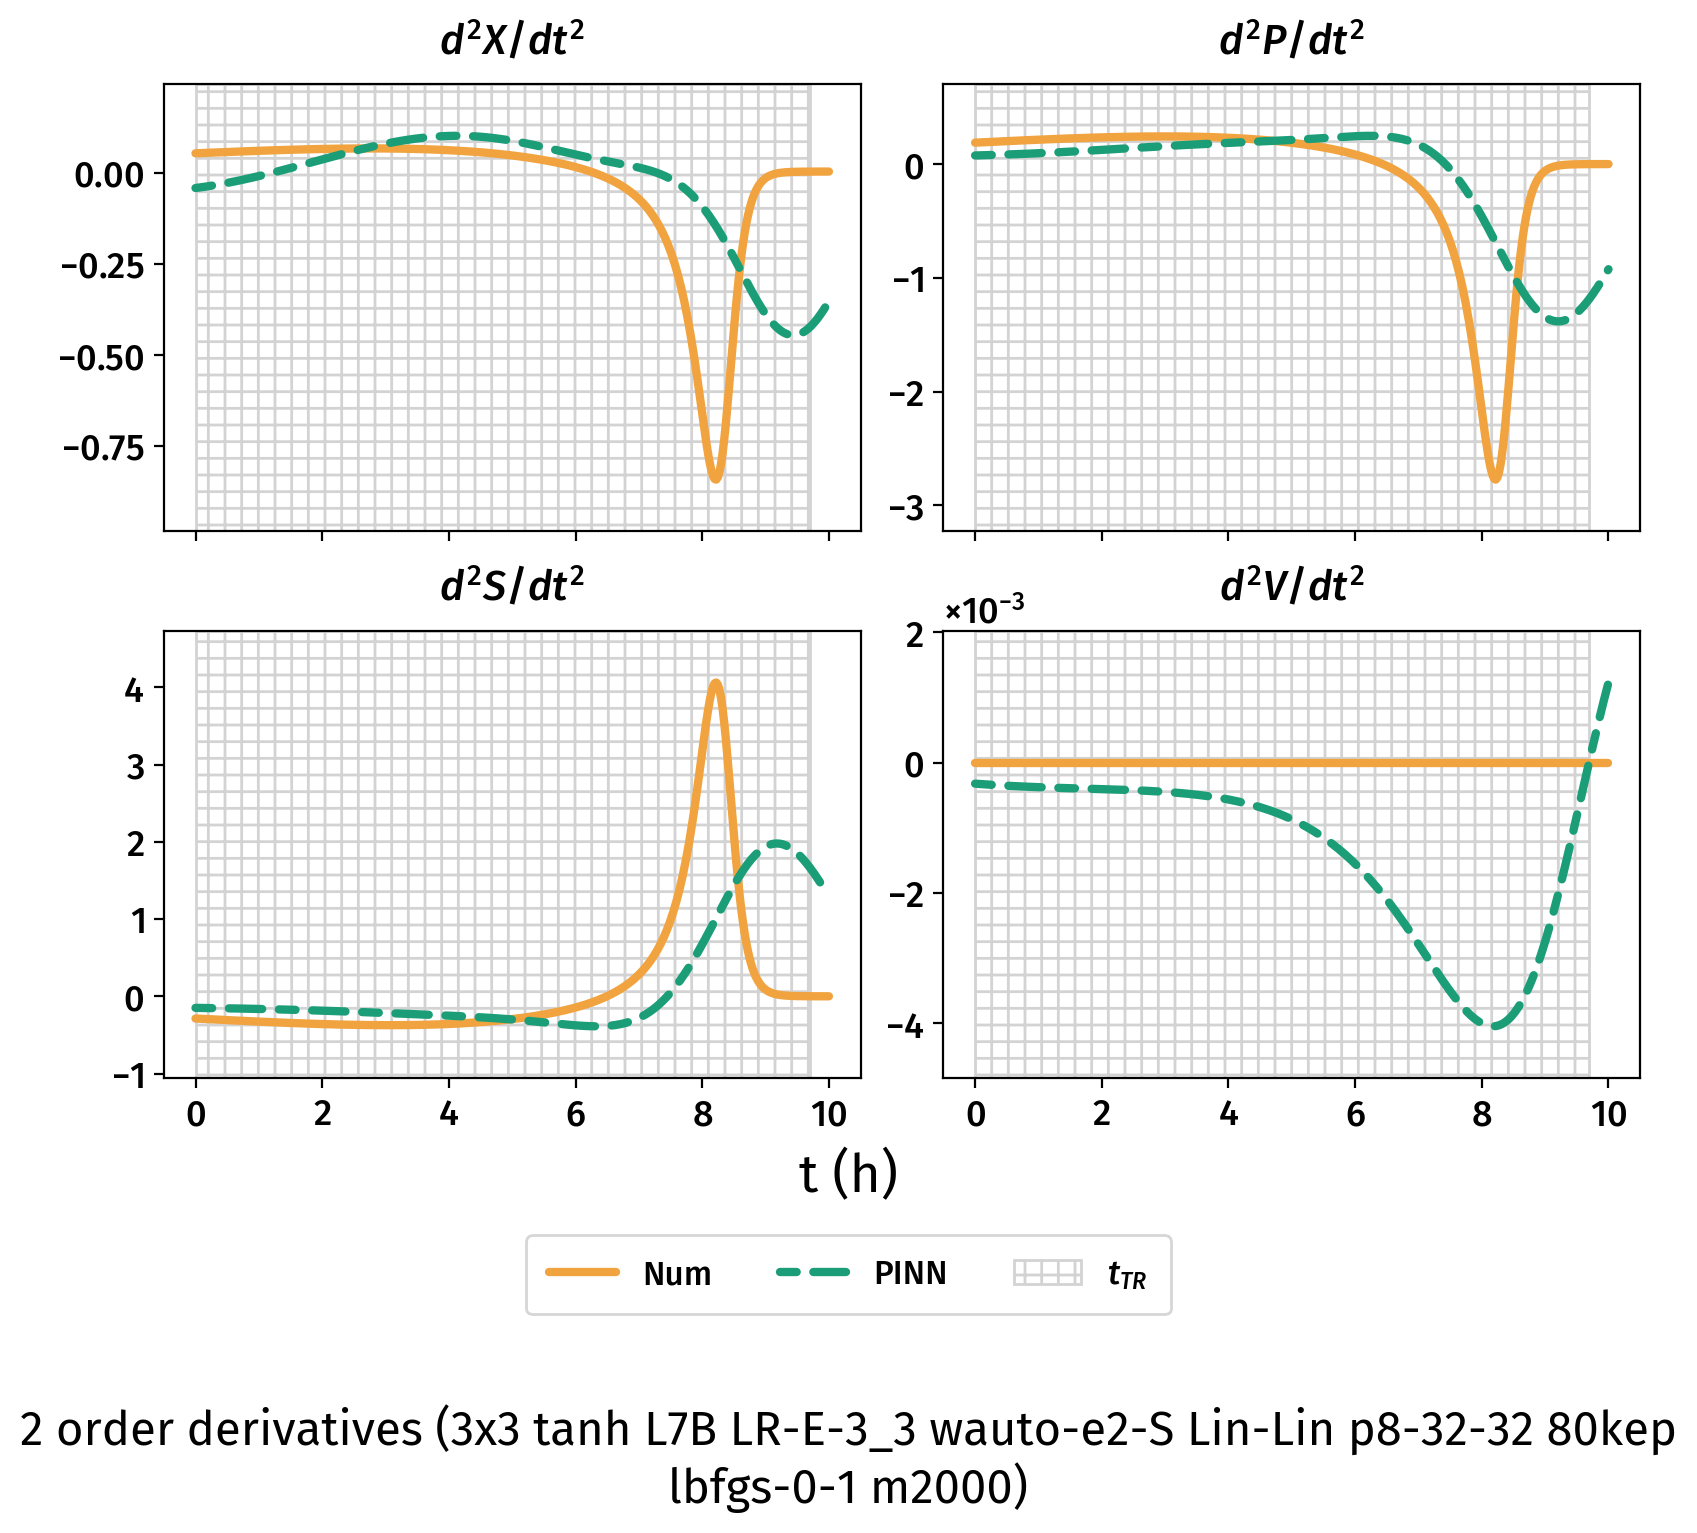 d²X/dt²
d²P/dt²
0.00
−0.25
−0.50
−0.75
0
−1
−2
−3
d²S/dt²
d²V/dt²
×10⁻³
4
3
2
1
0
−1
2
0
−2
−4
0 2 4 6 8 10
0 2 4 6 8 10
t (h)
Num PINN t_TR
2 order derivatives (3x3 tanh L7B LR-E-3_3 wauto-e2-S Lin-Lin p8-32-32 80kep
lbfgs-0-1 m2000)